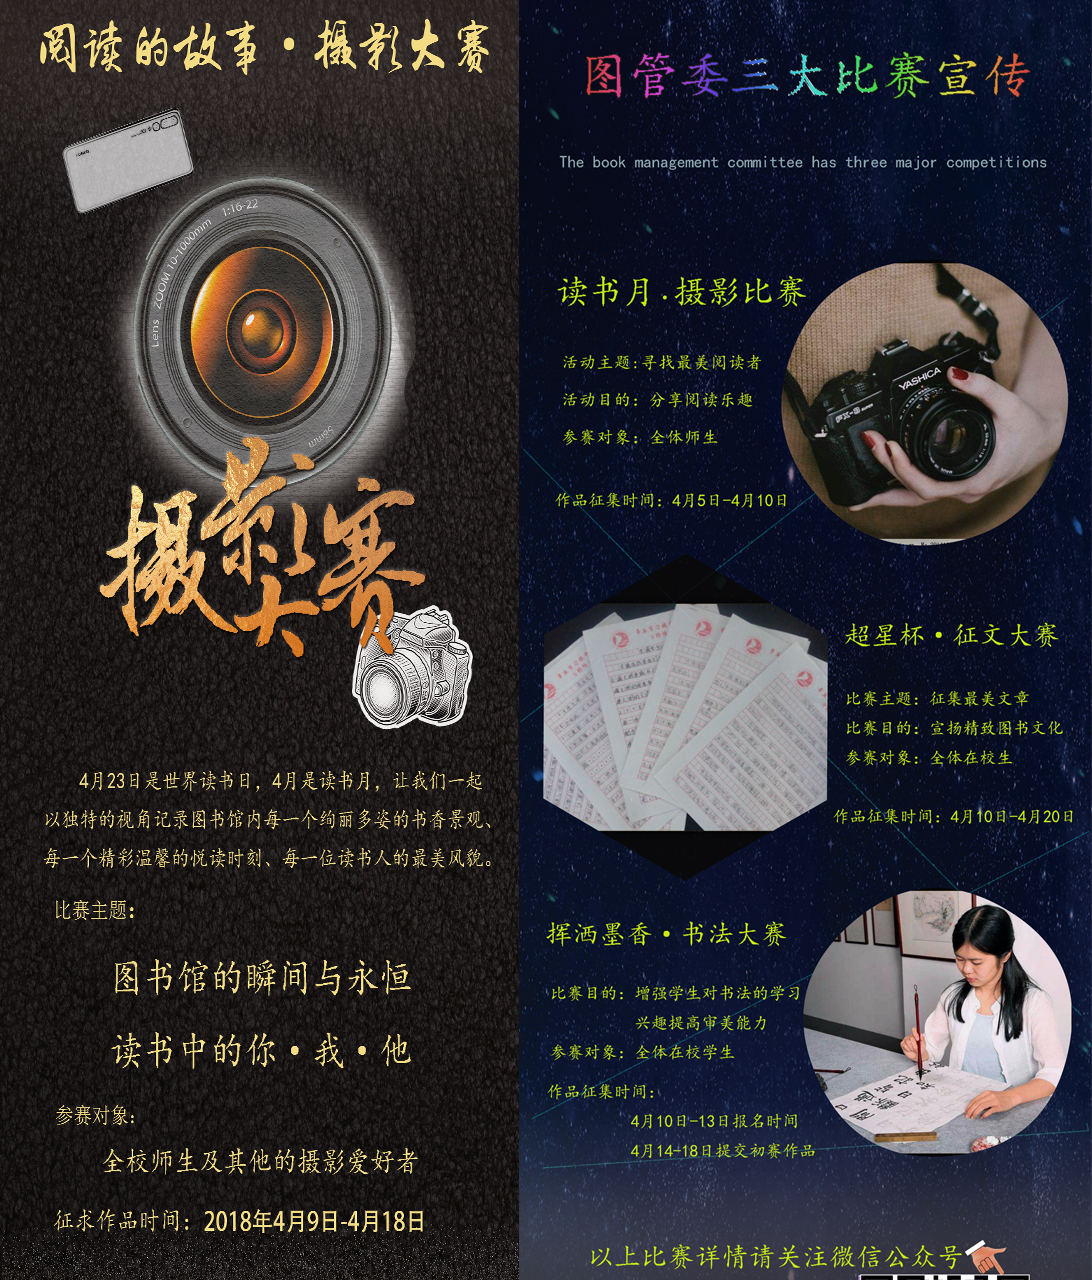 阅读的故事·摄影大赛
Lens ZOOM 10-1000mm 1:16-22
58mm
摄影大赛
4月23日是世界读书日，4月是读书月，让我们一起
以独特的视角记录图书馆内每一个绚丽多姿的书香景观、
每一个精彩温馨的悦读时刻、每一位读书人的最美风貌。
比赛主题：
图书馆的瞬间与永恒
读书中的你·我·他
参赛对象：
全校师生及其他的摄影爱好者
征求作品时间：2018年4月9日-4月18日
图管委三大比赛宣传
The book management committee has three major competitions
读书月.摄影比赛
活动主题:寻找最美阅读者
活动目的：分享阅读乐趣
参赛对象：全体师生
作品征集时间：4月5日-4月10日
YASHICA
FX-3 SUPER
超星杯·征文大赛
比赛主题：征集最美文章
比赛目的：宣扬精致图书文化
参赛对象：全体在校生
作品征集时间：4月10日-4月20日
挥洒墨香·书法大赛
比赛目的：增强学生对书法的学习
兴趣提高审美能力
参赛对象：全体在校学生
作品征集时间：
4月10日-13日报名时间
4月14-18日提交初赛作品
以上比赛详情请关注微信公众号